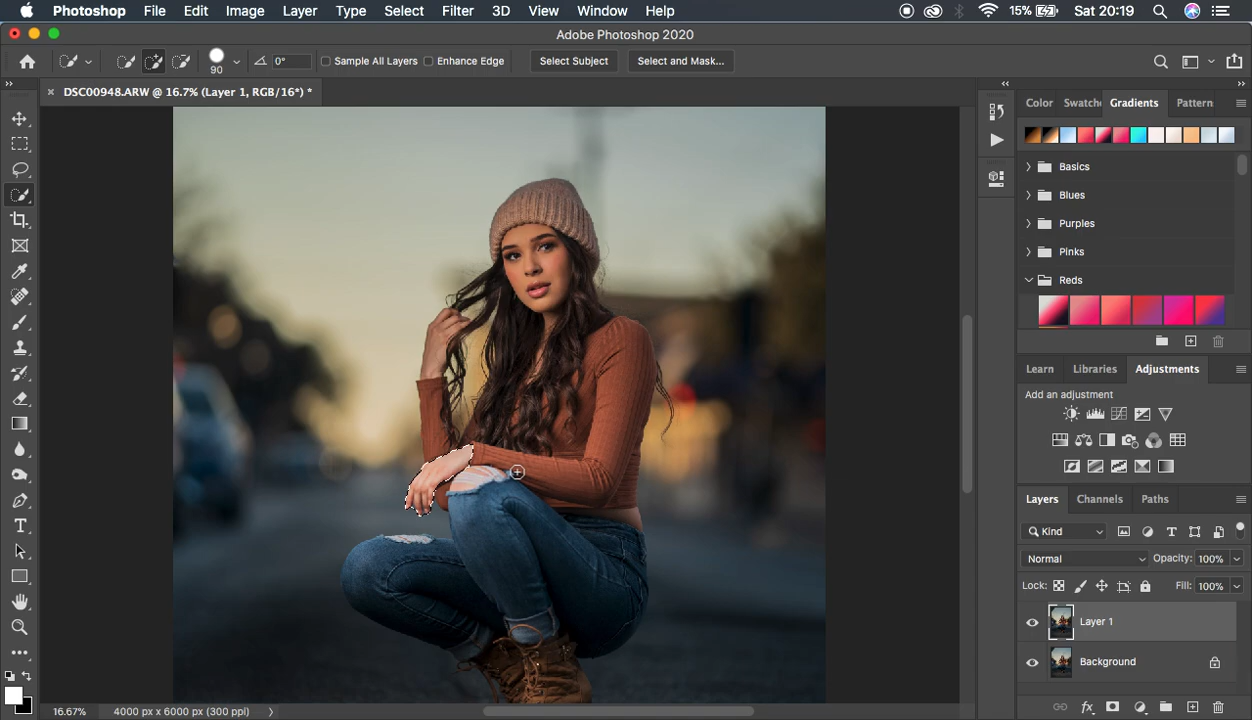 Photoshop File Edit Image Layer Type Select Filter 3D View Window Help 15% Sat 20:19
Adobe Photoshop 2020
90 0° Sample All Layers Enhance Edge Select Subject Select and Mask...
DSC00948.ARW @ 16.7% (Layer 1, RGB/16*) *
Color Swatche Gradients Pattern
Basics
Blues
Purples
Pinks
Reds
Learn Libraries Adjustments
Add an adjustment
Layers Channels Paths
Kind
Normal Opacity: 100%
Lock: Fill: 100%
Layer 1
Background
fx
16.67% 4000 px x 6000 px (300 ppi)